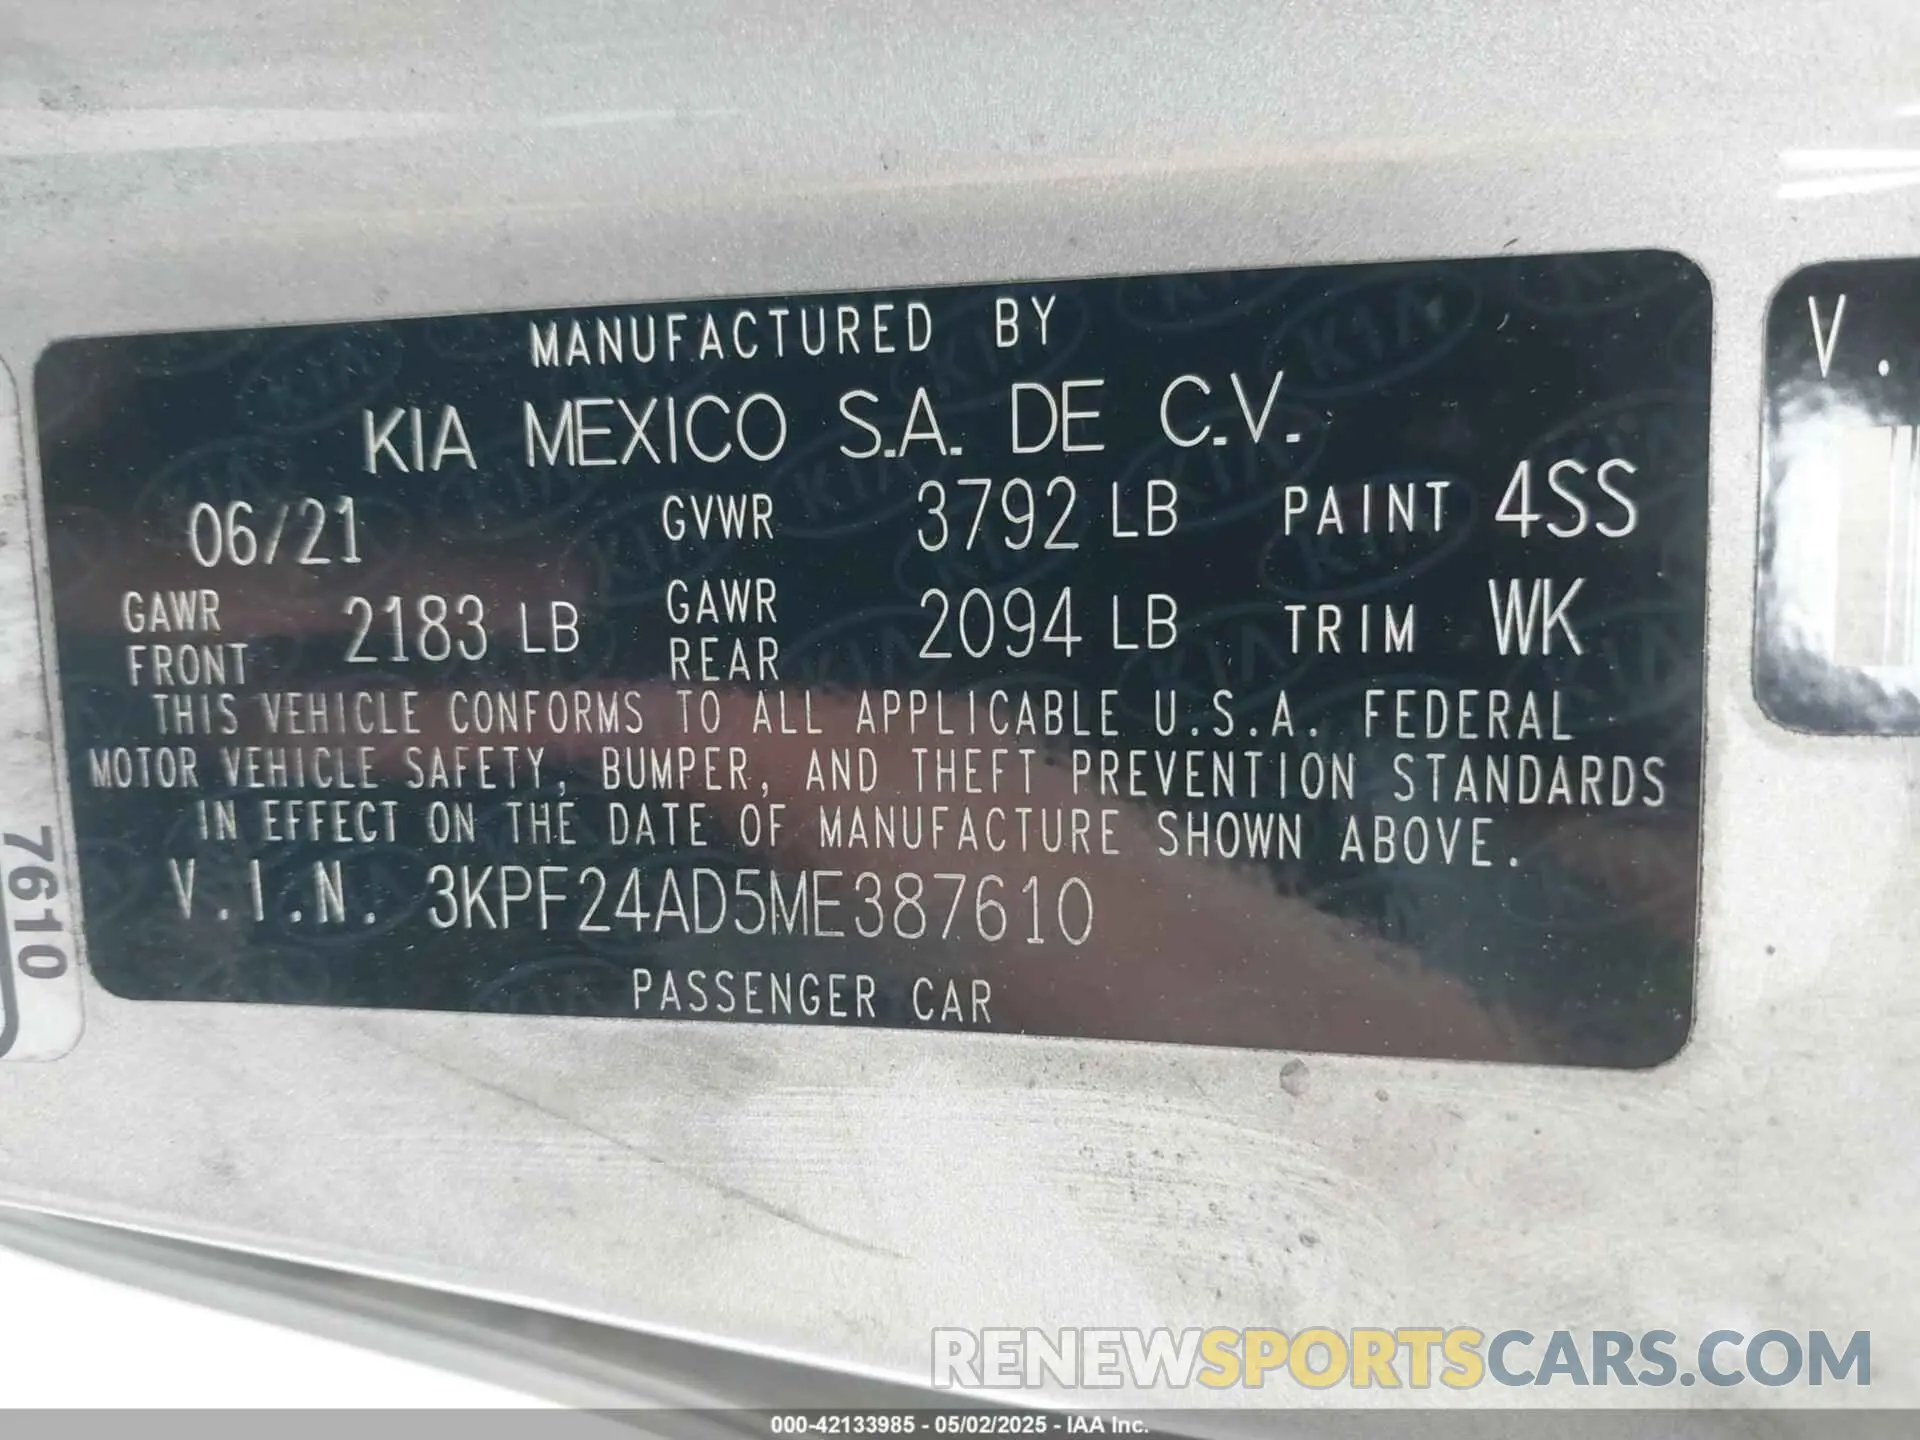 MANUFACTURED BY
KIA MEXICO S.A. DE C.V.
06/21 GVWR 3792 LB PAINT 4SS
GAWR FRONT 2183 LB GAWR REAR 2094 LB TRIM WK
THIS VEHICLE CONFORMS TO ALL APPLICABLE U.S.A. FEDERAL
MOTOR VEHICLE SAFETY, BUMPER, AND THEFT PREVENTION STANDARDS
IN EFFECT ON THE DATE OF MANUFACTURE SHOWN ABOVE.
V.I.N. 3KPF24AD5ME387610
PASSENGER CAR
7610
V.
RENEWSPORTSCARS.COM
000-42133985 - 05/02/2025 - IAA Inc.